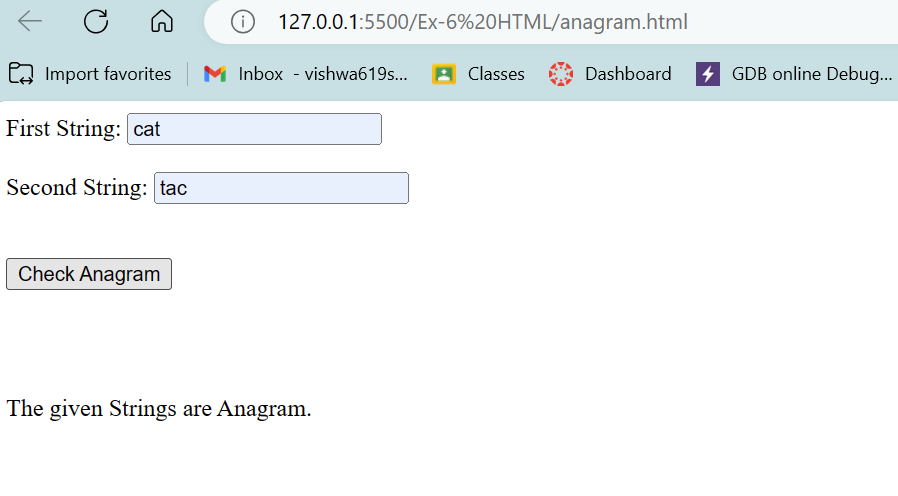 127.0.0.1:5500/Ex-6%20HTML/anagram.html
Import favorites Inbox - vishwa619s... Classes Dashboard GDB online Debug...
First String: cat
Second String: tac
Check Anagram
The given Strings are Anagram.